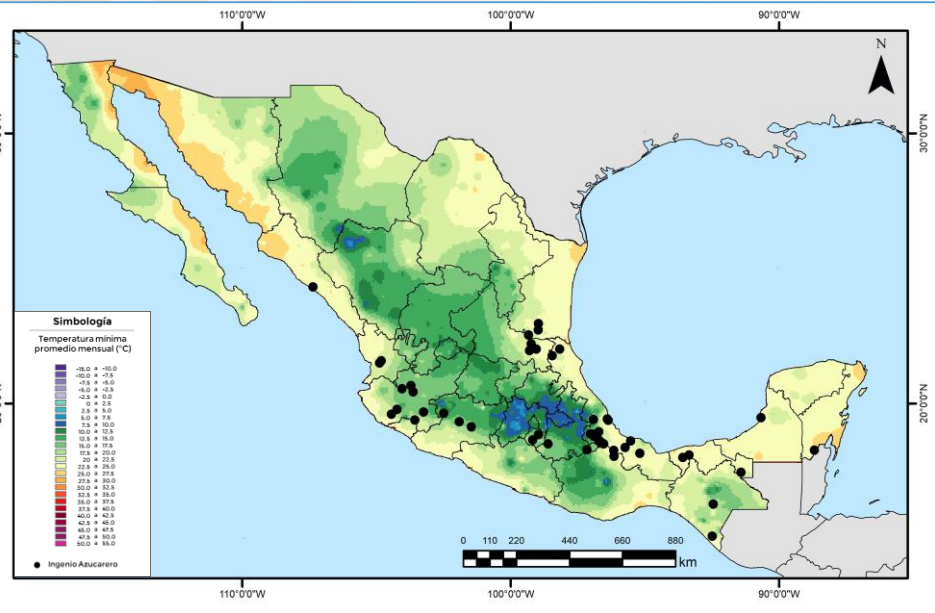 110°0'0"W 100°0'0"W 90°0'0"W
N
30°0'0"N
20°0'0"N
Simbología
Temperatura mínima
promedio mensual (°C)
-15.0 a -10.0
-10.0 a -7.5
-7.5 a -5.0
-5.0 a -2.5
-2.5 a 0.0
0 a 2.5
2.5 a 5.0
5.0 a 7.5
7.5 a 10.0
10.0 a 12.5
12.5 a 15.0
15.0 a 17.5
17.5 a 20.0
20 a 22.5
22.5 a 25.0
25.0 a 27.5
27.5 a 30.0
30.0 a 32.5
32.5 a 35.0
35.0 a 37.5
37.5 a 40.0
40.0 a 42.5
42.5 a 45.0
45.0 a 47.5
47.5 a 50.0
50.0 a 55.0
Ingenio Azucarero
0 110 220 440 660 880
km
110°0'0"W 100°0'0"W 90°0'0"W